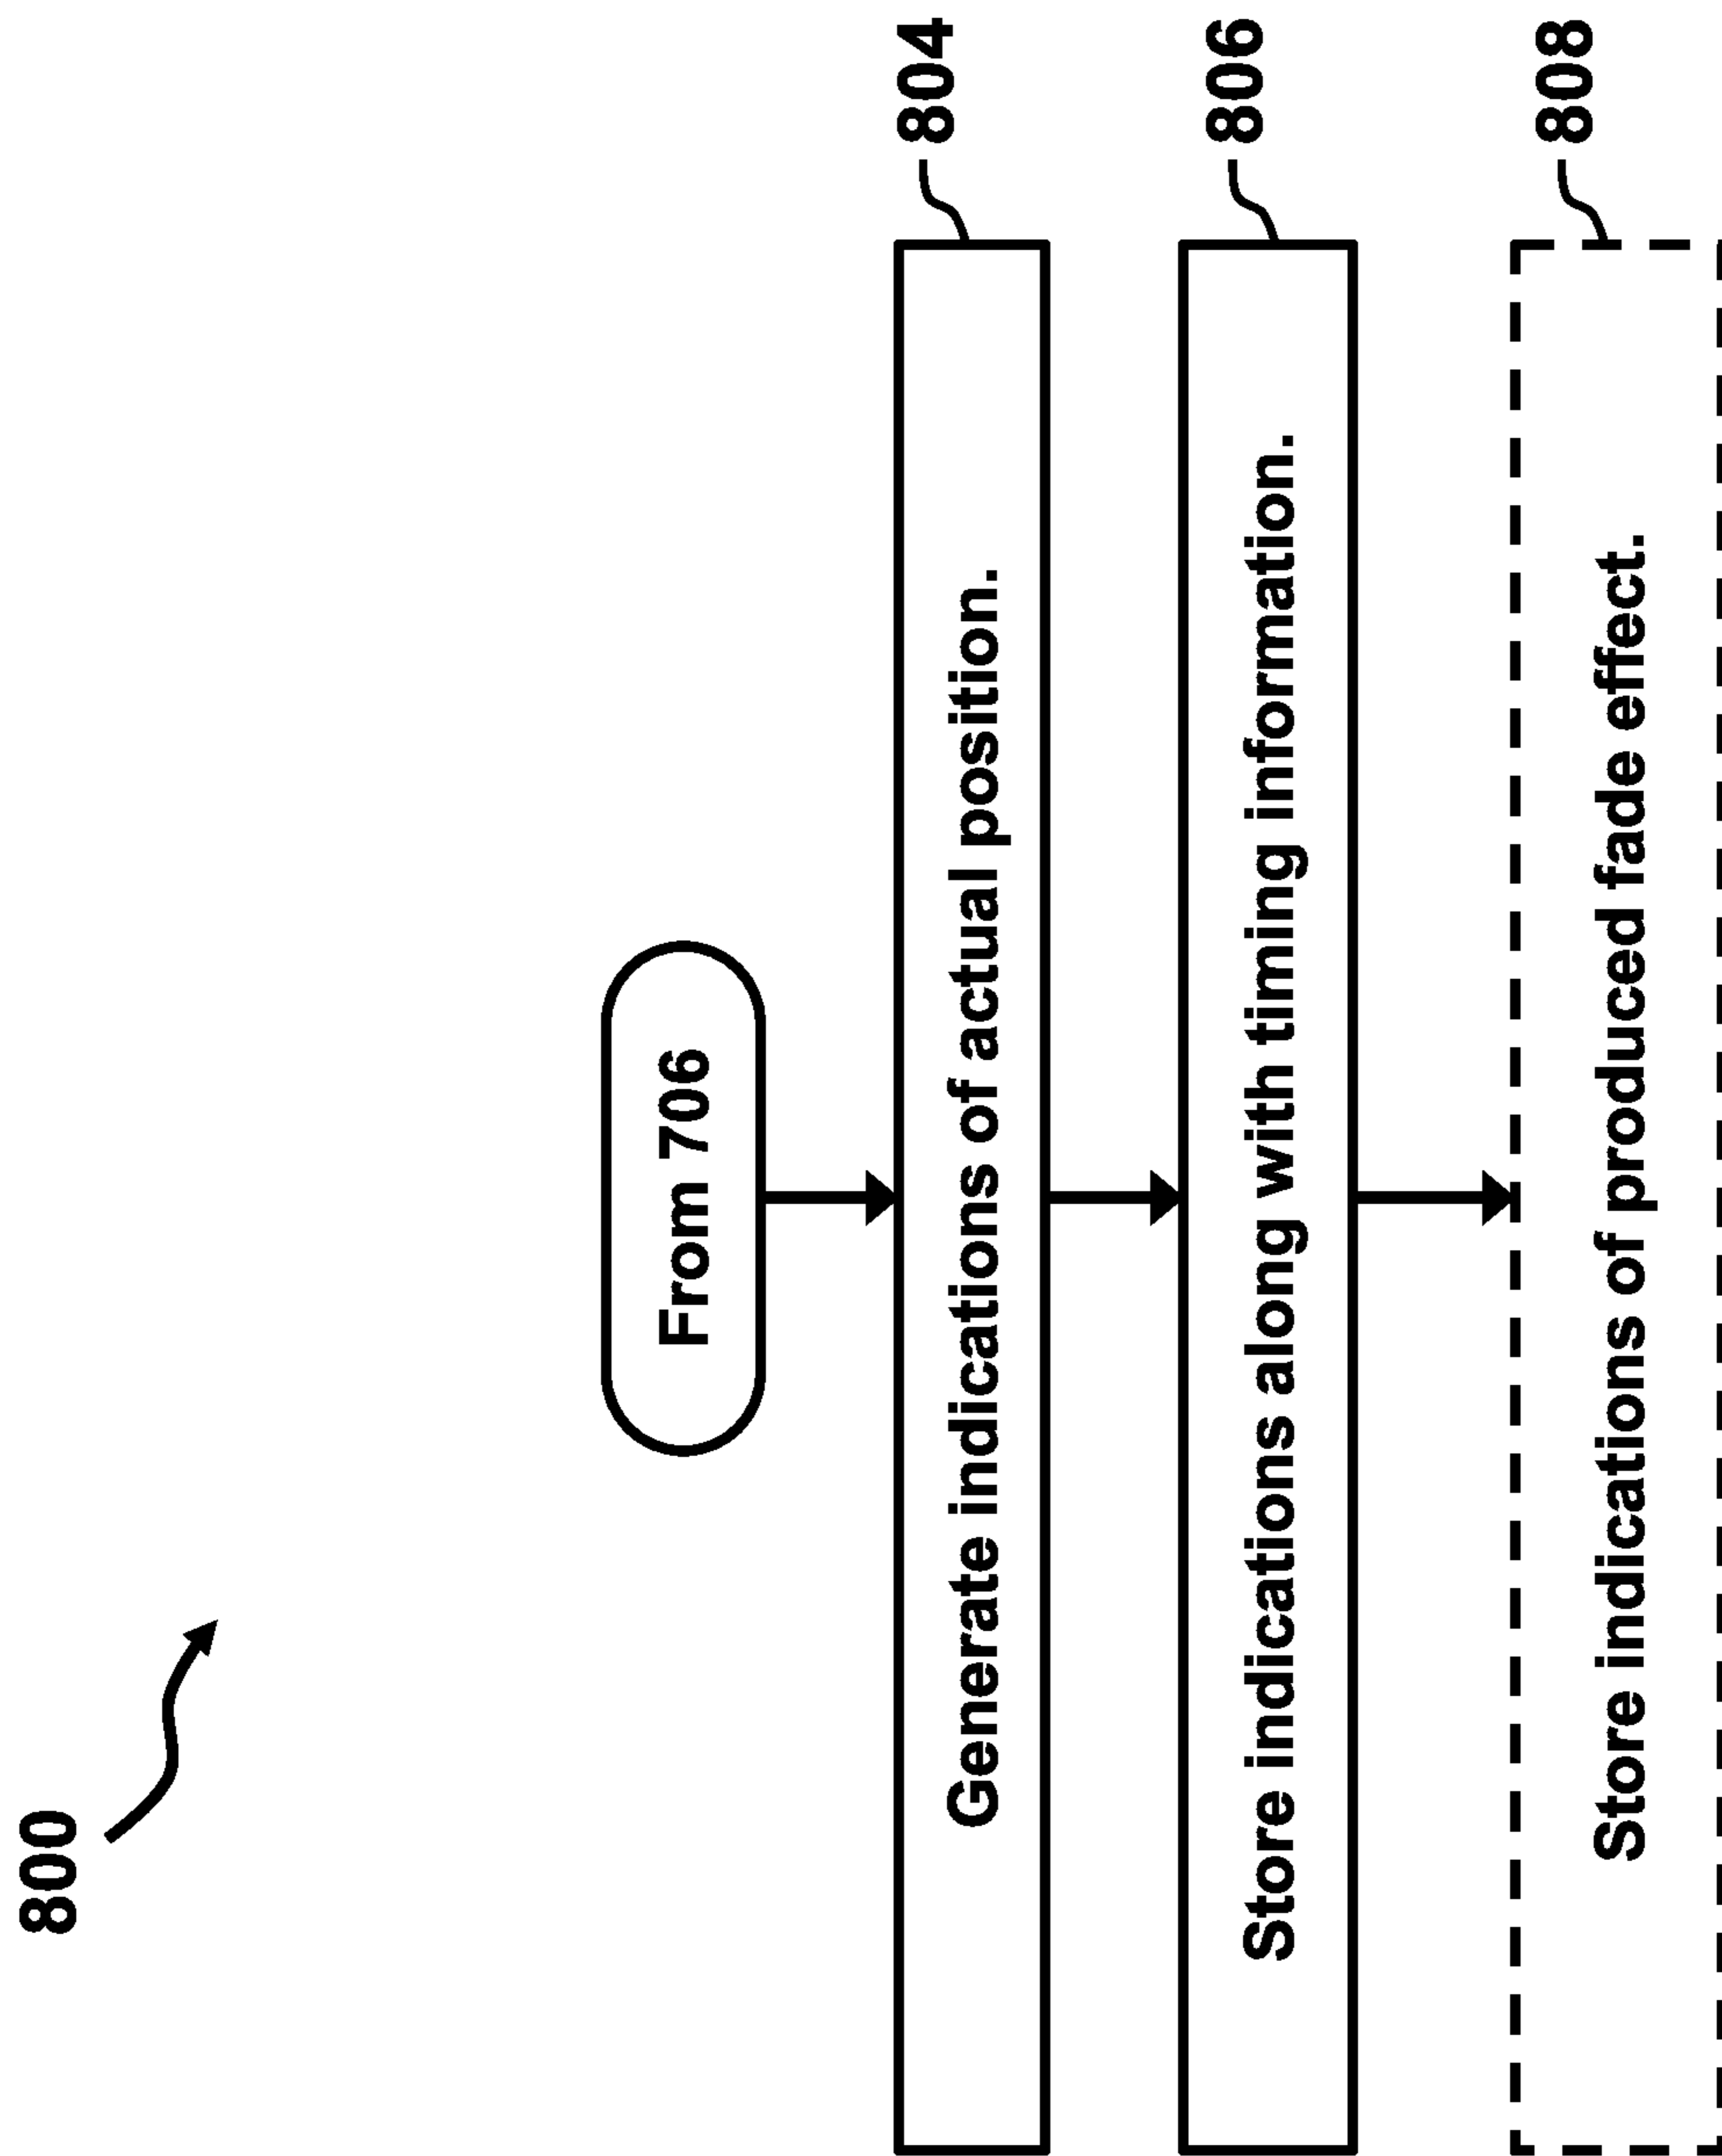 800
From 706
Generate indications of actual position.
804
Store indications along with timing information.
806
Store indications of produced fade effect.
808